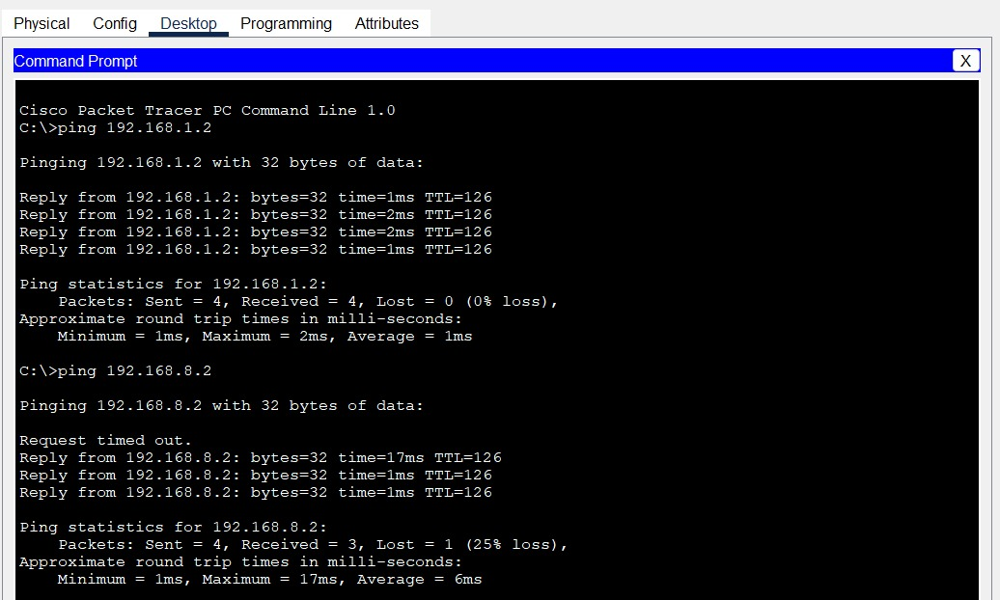 Physical Config Desktop Programming Attributes
Command Prompt X
Cisco Packet Tracer PC Command Line 1.0
C:\>ping 192.168.1.2
Pinging 192.168.1.2 with 32 bytes of data:
Reply from 192.168.1.2: bytes=32 time=1ms TTL=126
Reply from 192.168.1.2: bytes=32 time=2ms TTL=126
Reply from 192.168.1.2: bytes=32 time=2ms TTL=126
Reply from 192.168.1.2: bytes=32 time=1ms TTL=126
Ping statistics for 192.168.1.2:
    Packets: Sent = 4, Received = 4, Lost = 0 (0% loss),
Approximate round trip times in milli-seconds:
    Minimum = 1ms, Maximum = 2ms, Average = 1ms
C:\>ping 192.168.8.2
Pinging 192.168.8.2 with 32 bytes of data:
Request timed out.
Reply from 192.168.8.2: bytes=32 time=17ms TTL=126
Reply from 192.168.8.2: bytes=32 time=1ms TTL=126
Reply from 192.168.8.2: bytes=32 time=1ms TTL=126
Ping statistics for 192.168.8.2:
    Packets: Sent = 4, Received = 3, Lost = 1 (25% loss),
Approximate round trip times in milli-seconds:
    Minimum = 1ms, Maximum = 17ms, Average = 6ms